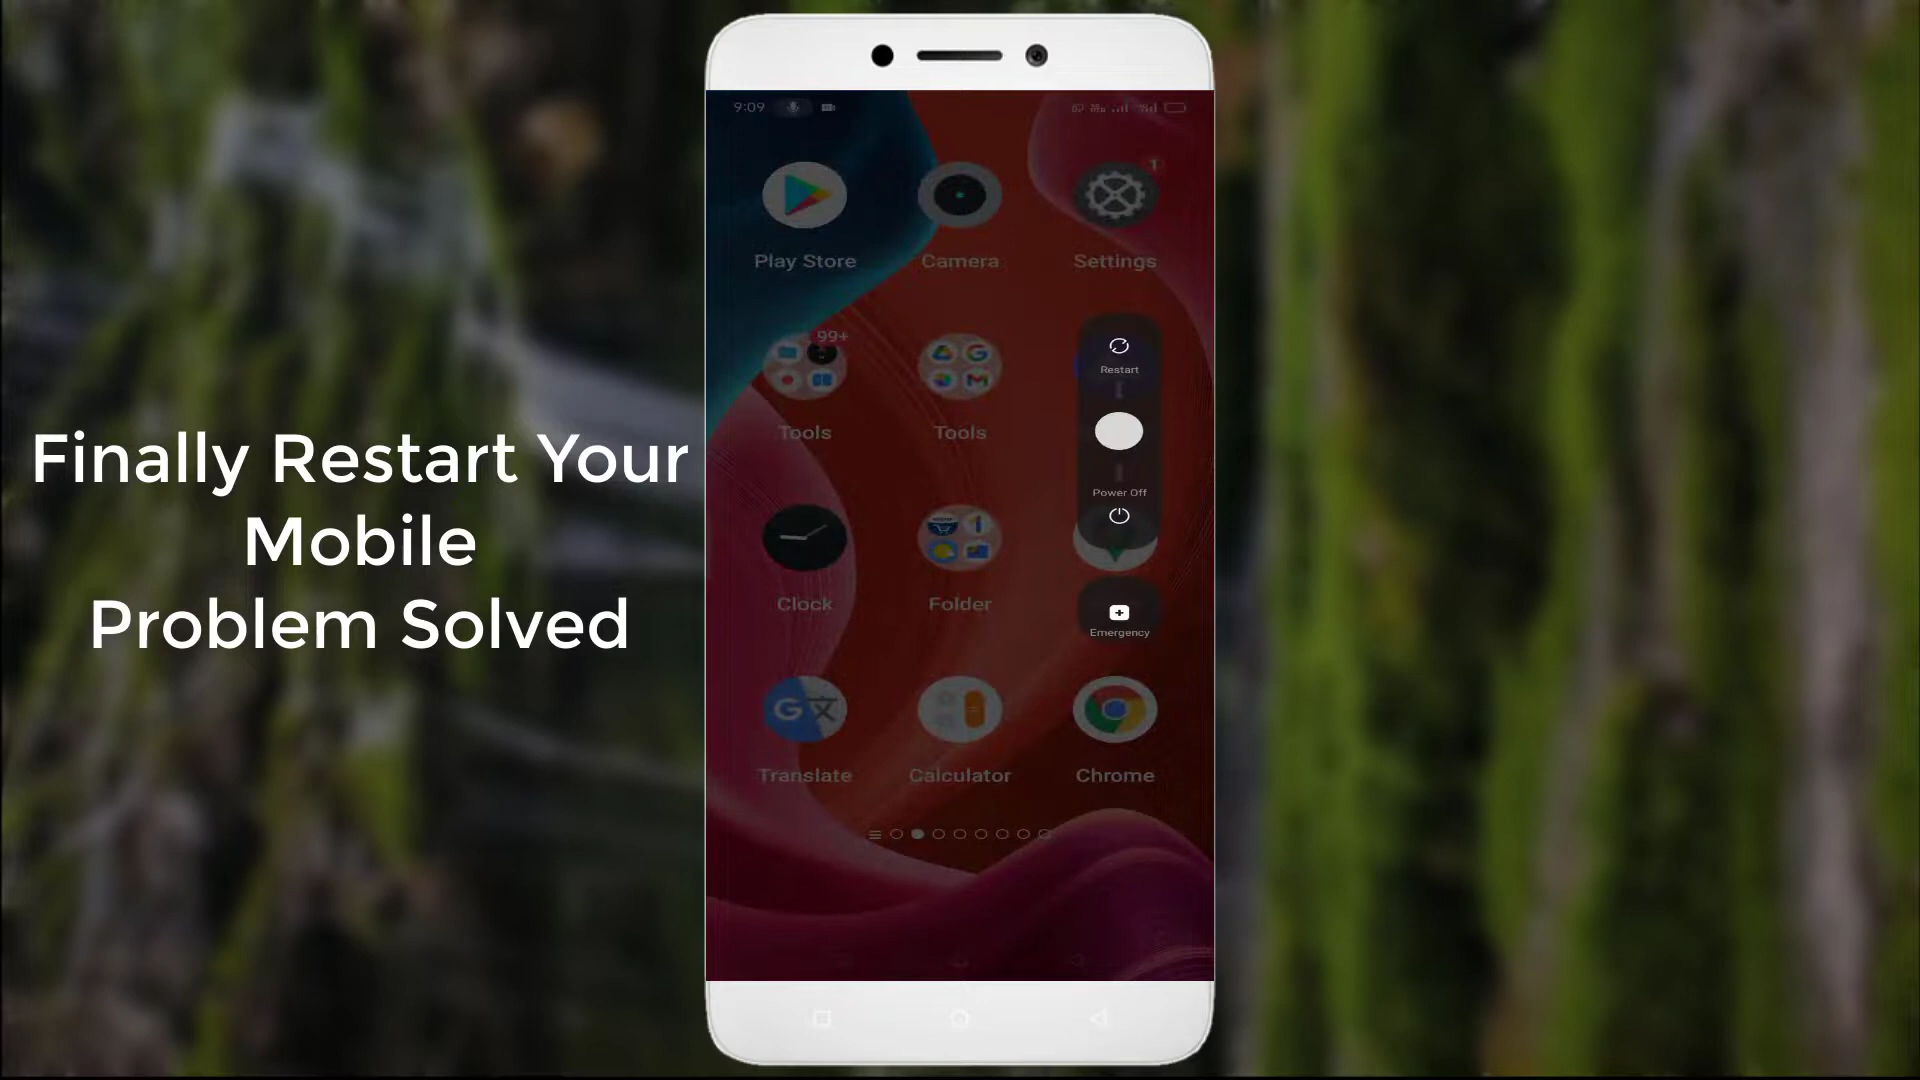 Finally Restart Your
Mobile
Problem Solved
9:09
1
Play Store
Camera
Settings
99+
Restart
Tools
Tools
Power Off
Clock
Folder
Emergency
Translate
Calculator
Chrome